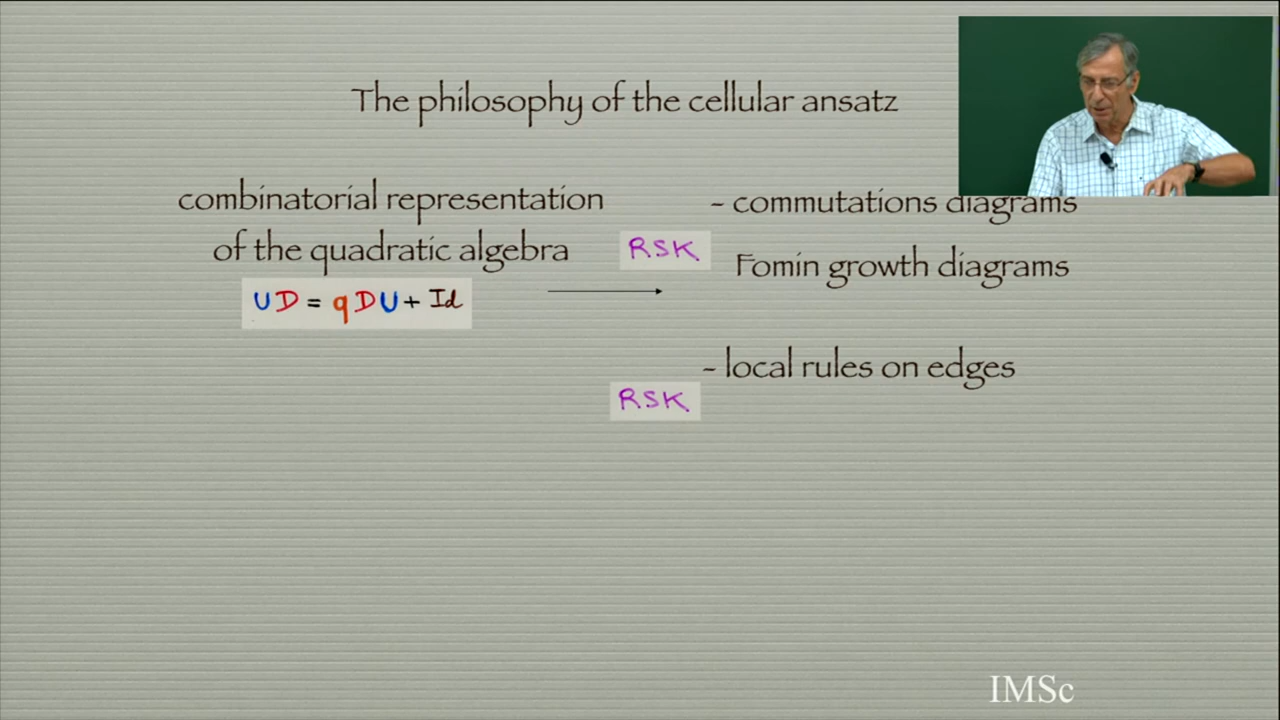 The philosophy of the cellular ansatz
combinatorial representation
of the quadratic algebra
UD = qDU + Id
- commutations diagrams
RSK
Fomin growth diagrams
- local rules on edges
RSK
IMSc